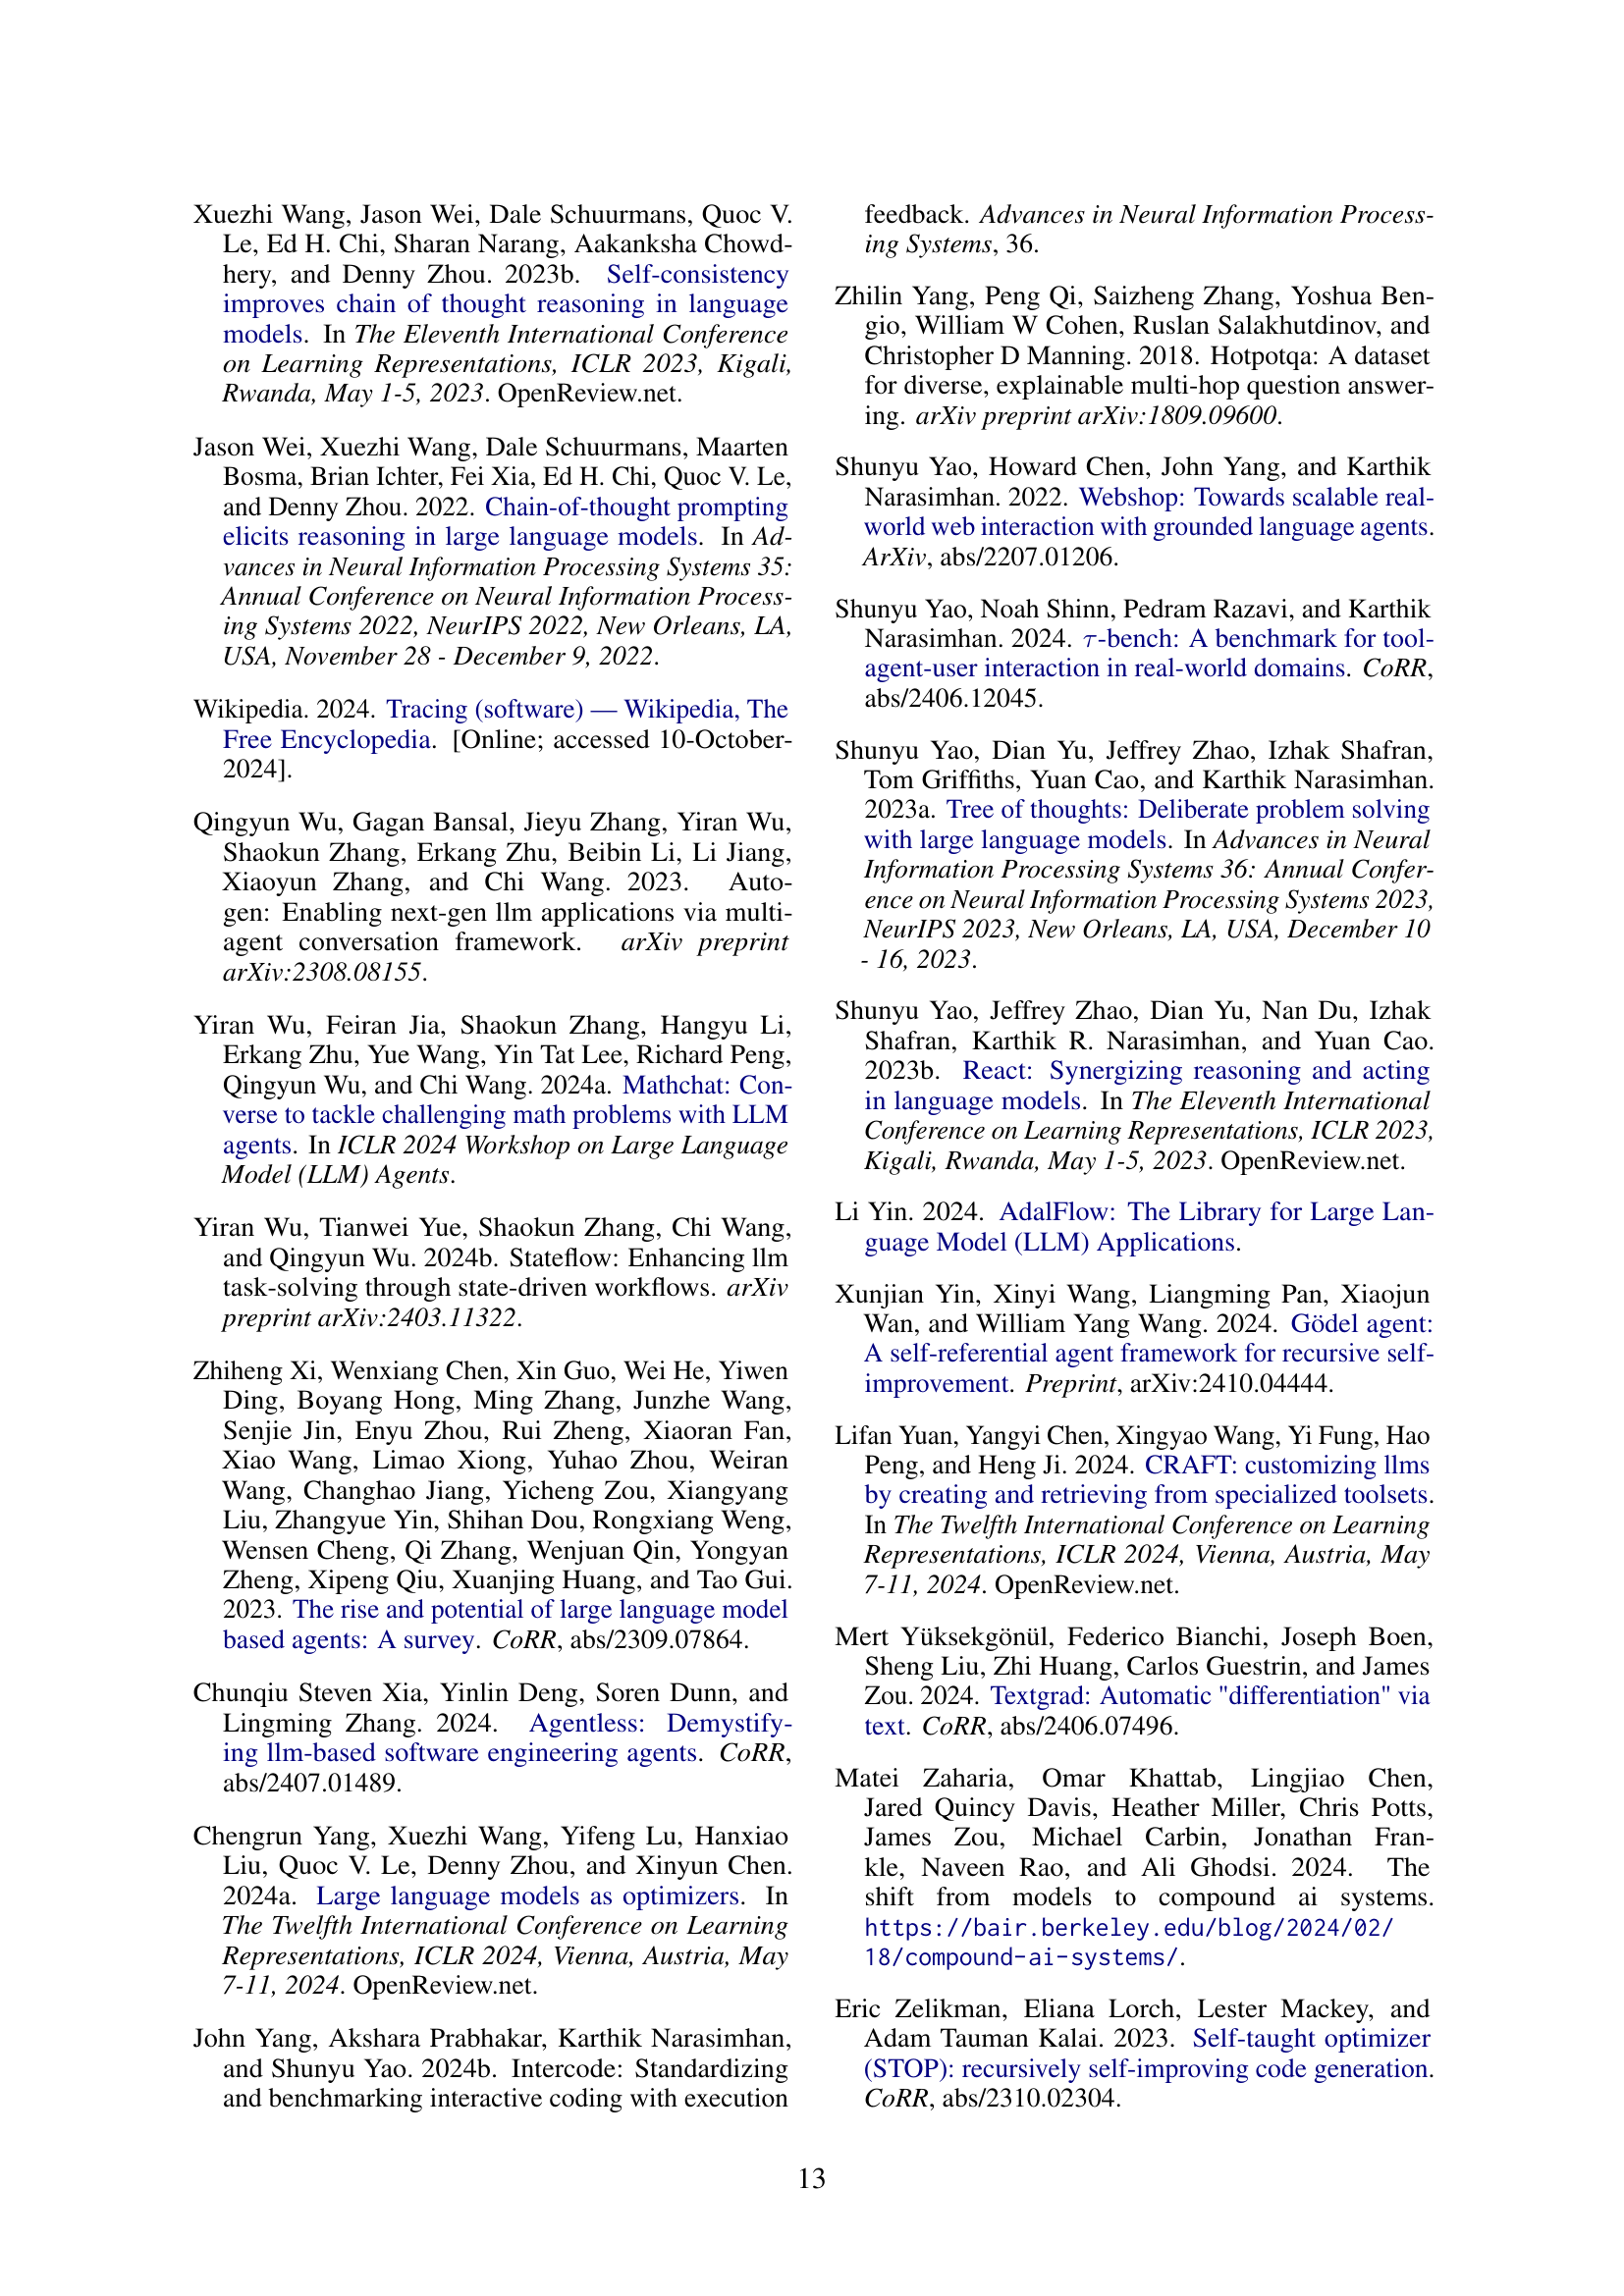 Xuezhi Wang, Jason Wei, Dale Schuurmans, Quoc V.
Le, Ed H. Chi, Sharan Narang, Aakanksha Chowd-
hery, and Denny Zhou. 2023b. Self-consistency
improves chain of thought reasoning in language
models. In The Eleventh International Conference
on Learning Representations, ICLR 2023, Kigali,
Rwanda, May 1-5, 2023. OpenReview.net.
Jason Wei, Xuezhi Wang, Dale Schuurmans, Maarten
Bosma, Brian Ichter, Fei Xia, Ed H. Chi, Quoc V. Le,
and Denny Zhou. 2022. Chain-of-thought prompting
elicits reasoning in large language models. In Ad-
vances in Neural Information Processing Systems 35:
Annual Conference on Neural Information Process-
ing Systems 2022, NeurIPS 2022, New Orleans, LA,
USA, November 28 - December 9, 2022.
Wikipedia. 2024. Tracing (software) — Wikipedia, The
Free Encyclopedia. [Online; accessed 10-October-
2024].
Qingyun Wu, Gagan Bansal, Jieyu Zhang, Yiran Wu,
Shaokun Zhang, Erkang Zhu, Beibin Li, Li Jiang,
Xiaoyun Zhang, and Chi Wang. 2023. Auto-
gen: Enabling next-gen llm applications via multi-
agent conversation framework. arXiv preprint
arXiv:2308.08155.
Yiran Wu, Feiran Jia, Shaokun Zhang, Hangyu Li,
Erkang Zhu, Yue Wang, Yin Tat Lee, Richard Peng,
Qingyun Wu, and Chi Wang. 2024a. Mathchat: Con-
verse to tackle challenging math problems with LLM
agents. In ICLR 2024 Workshop on Large Language
Model (LLM) Agents.
Yiran Wu, Tianwei Yue, Shaokun Zhang, Chi Wang,
and Qingyun Wu. 2024b. Stateflow: Enhancing llm
task-solving through state-driven workflows. arXiv
preprint arXiv:2403.11322.
Zhiheng Xi, Wenxiang Chen, Xin Guo, Wei He, Yiwen
Ding, Boyang Hong, Ming Zhang, Junzhe Wang,
Senjie Jin, Enyu Zhou, Rui Zheng, Xiaoran Fan,
Xiao Wang, Limao Xiong, Yuhao Zhou, Weiran
Wang, Changhao Jiang, Yicheng Zou, Xiangyang
Liu, Zhangyue Yin, Shihan Dou, Rongxiang Weng,
Wensen Cheng, Qi Zhang, Wenjuan Qin, Yongyan
Zheng, Xipeng Qiu, Xuanjing Huang, and Tao Gui.
2023. The rise and potential of large language model
based agents: A survey. CoRR, abs/2309.07864.
Chunqiu Steven Xia, Yinlin Deng, Soren Dunn, and
Lingming Zhang. 2024. Agentless: Demystify-
ing llm-based software engineering agents. CoRR,
abs/2407.01489.
Chengrun Yang, Xuezhi Wang, Yifeng Lu, Hanxiao
Liu, Quoc V. Le, Denny Zhou, and Xinyun Chen.
2024a. Large language models as optimizers. In
The Twelfth International Conference on Learning
Representations, ICLR 2024, Vienna, Austria, May
7-11, 2024. OpenReview.net.
John Yang, Akshara Prabhakar, Karthik Narasimhan,
and Shunyu Yao. 2024b. Intercode: Standardizing
and benchmarking interactive coding with execution
feedback. Advances in Neural Information Process-
ing Systems, 36.
Zhilin Yang, Peng Qi, Saizheng Zhang, Yoshua Ben-
gio, William W Cohen, Ruslan Salakhutdinov, and
Christopher D Manning. 2018. Hotpotqa: A dataset
for diverse, explainable multi-hop question answer-
ing. arXiv preprint arXiv:1809.09600.
Shunyu Yao, Howard Chen, John Yang, and Karthik
Narasimhan. 2022. Webshop: Towards scalable real-
world web interaction with grounded language agents.
ArXiv, abs/2207.01206.
Shunyu Yao, Noah Shinn, Pedram Razavi, and Karthik
Narasimhan. 2024. τ-bench: A benchmark for tool-
agent-user interaction in real-world domains. CoRR,
abs/2406.12045.
Shunyu Yao, Dian Yu, Jeffrey Zhao, Izhak Shafran,
Tom Griffiths, Yuan Cao, and Karthik Narasimhan.
2023a. Tree of thoughts: Deliberate problem solving
with large language models. In Advances in Neural
Information Processing Systems 36: Annual Confer-
ence on Neural Information Processing Systems 2023,
NeurIPS 2023, New Orleans, LA, USA, December 10
- 16, 2023.
Shunyu Yao, Jeffrey Zhao, Dian Yu, Nan Du, Izhak
Shafran, Karthik R. Narasimhan, and Yuan Cao.
2023b. React: Synergizing reasoning and acting
in language models. In The Eleventh International
Conference on Learning Representations, ICLR 2023,
Kigali, Rwanda, May 1-5, 2023. OpenReview.net.
Li Yin. 2024. AdalFlow: The Library for Large Lan-
guage Model (LLM) Applications.
Xunjian Yin, Xinyi Wang, Liangming Pan, Xiaojun
Wan, and William Yang Wang. 2024. Gödel agent:
A self-referential agent framework for recursive self-
improvement. Preprint, arXiv:2410.04444.
Lifan Yuan, Yangyi Chen, Xingyao Wang, Yi Fung, Hao
Peng, and Heng Ji. 2024. CRAFT: customizing llms
by creating and retrieving from specialized toolsets.
In The Twelfth International Conference on Learning
Representations, ICLR 2024, Vienna, Austria, May
7-11, 2024. OpenReview.net.
Mert Yüksekgönül, Federico Bianchi, Joseph Boen,
Sheng Liu, Zhi Huang, Carlos Guestrin, and James
Zou. 2024. Textgrad: Automatic "differentiation" via
text. CoRR, abs/2406.07496.
Matei Zaharia, Omar Khattab, Lingjiao Chen,
Jared Quincy Davis, Heather Miller, Chris Potts,
James Zou, Michael Carbin, Jonathan Fran-
kle, Naveen Rao, and Ali Ghodsi. 2024. The
shift from models to compound ai systems.
https://bair.berkeley.edu/blog/2024/02/
18/compound-ai-systems/.
Eric Zelikman, Eliana Lorch, Lester Mackey, and
Adam Tauman Kalai. 2023. Self-taught optimizer
(STOP): recursively self-improving code generation.
CoRR, abs/2310.02304.
13